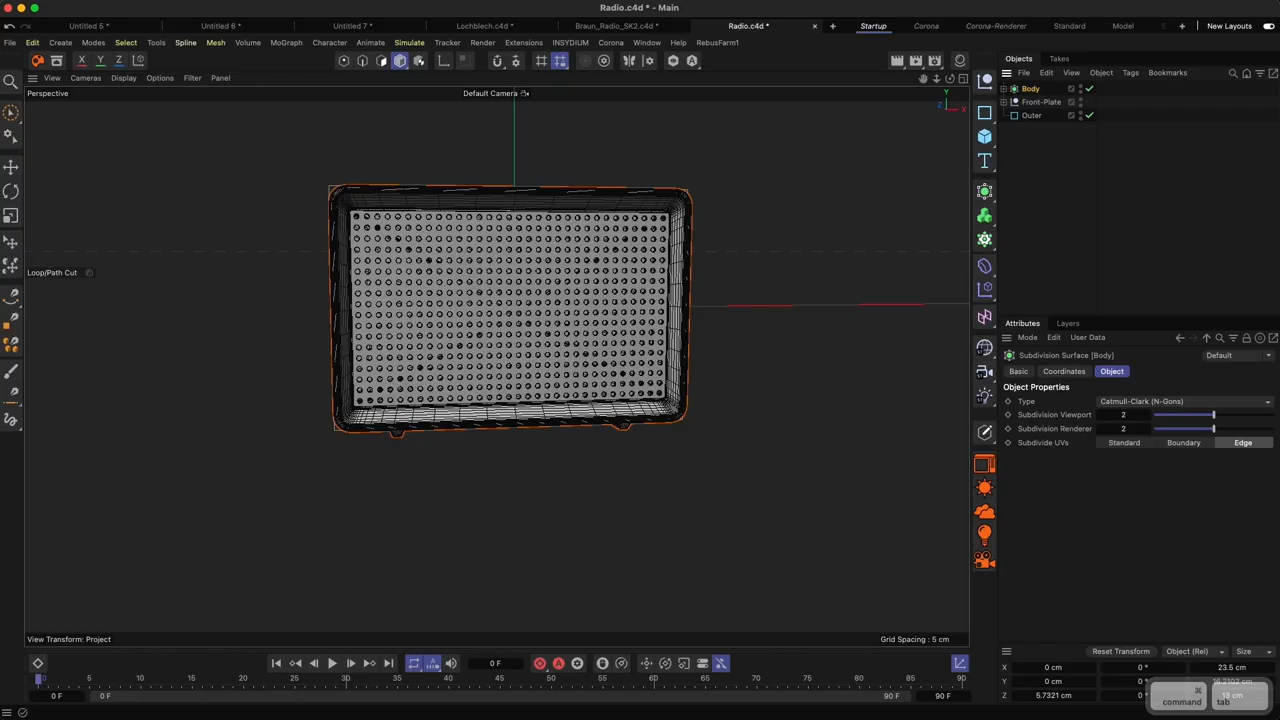 Radio.c4d * - Main
Untitled 5 * Untitled 6 * Untitled 7 * Lochblech.c4d * Braun_Radio_SK2.c4d * Radio.c4d * × + Startup Corona Corona-Renderer Standard Model + New Layouts
File Edit Create Modes Select Tools Spline Mesh Volume MoGraph Character Animate Simulate Tracker Render Extensions INSYDIUM Corona Window Help RebusFarm1
X Y Z
Objects Takes
View Cameras Display Options Filter Panel
File Edit View Object Tags Bookmarks
Perspective
Default Camera
Y
Z X
Body
Front-Plate
Outer
Loop/Path Cut
Attributes Layers
Mode Edit User Data
Subdivision Surface [Body] Default
Basic Coordinates Object
Object Properties
Type Catmull-Clark (N-Gons)
Subdivision Viewport 2
Subdivision Renderer 2
Subdivide UVs Standard Boundary Edge
View Transform: Project
Grid Spacing : 5 cm
Reset Transform Object (Rel) Size
0 F
X 0 cm 0 ° 23.5 cm
Y 0 cm 0 °
Z 5.7321 cm 0 °
0 5 10 15 20 25 30 35 40 45 50 55 60 65 70 75 80 85 90
0 F 0 F 90 F 90 F
⌘
command tab